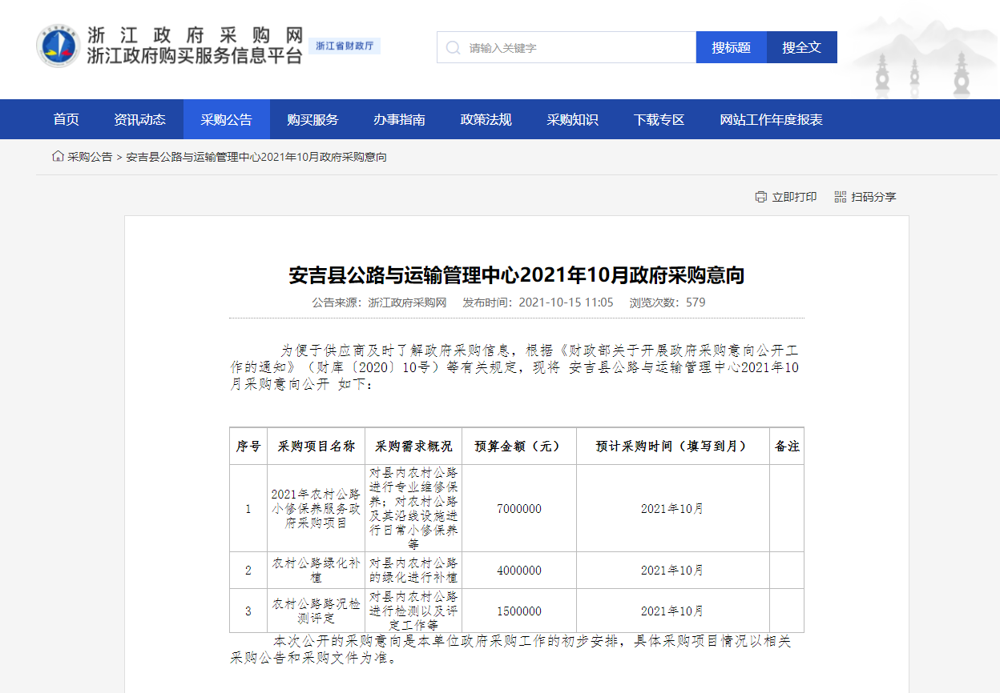 浙江政府采购网
浙江政府购买服务信息平台
浙江省财政厅
请输入关键字
搜标题
搜全文
首页
资讯动态
采购公告
购买服务
办事指南
政策法规
采购知识
下载专区
网站工作年度报表
采购公告 > 安吉县公路与运输管理中心2021年10月政府采购意向
立即打印
扫码分享
安吉县公路与运输管理中心2021年10月政府采购意向
公告来源：浙江政府采购网 发布时间：2021-10-15 11:05 浏览次数：579
为便于供应商及时了解政府采购信息，根据《财政部关于开展政府采购意向公开工
作的通知》（财库〔2020〕10号）等有关规定，现将 安吉县公路与运输管理中心2021年10
月采购意向公开 如下：
序号 采购项目名称 采购需求概况 预算金额（元） 预计采购时间（填写到月） 备注
1
2021年农村公路
小修保养服务政
府采购项目
对县内农村公路
进行专业维修保
养；对农村公路
及其沿线设施进
行日常小修保养
等
7000000
2021年10月
2
农村公路绿化补
植
对县内农村公路
的绿化进行补植
4000000
2021年10月
3
农村公路路况检
测评定
对县内农村公路
进行检测以及评
定工作等
1500000
2021年10月
本次公开的采购意向是本单位政府采购工作的初步安排，具体采购项目情况以相关
采购公告和采购文件为准。